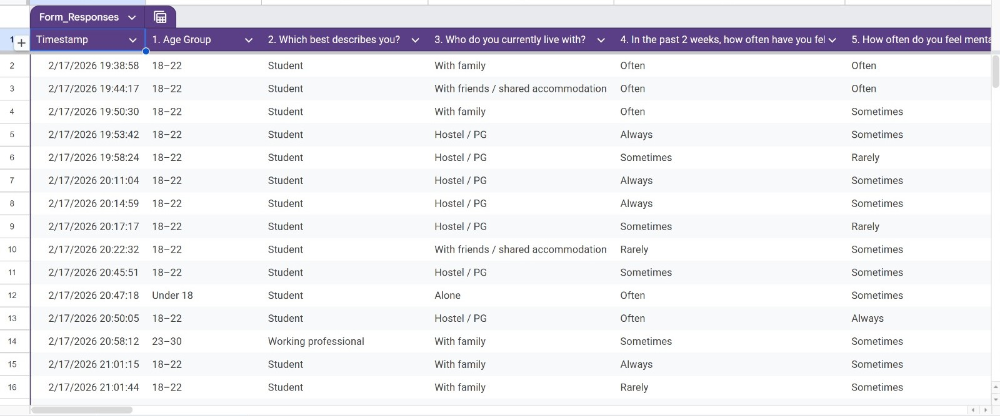 Form_Responses
1 Timestamp 1. Age Group 2. Which best describes you? 3. Who do you currently live with? 4. In the past 2 weeks, how often have you fel 5. How often do you feel menta
2 2/17/2026 19:38:58 18–22 Student With family Often Often
3 2/17/2026 19:44:17 18–22 Student With friends / shared accommodation Often Often
4 2/17/2026 19:50:30 18–22 Student With family Often Sometimes
5 2/17/2026 19:53:42 18–22 Student Hostel / PG Always Sometimes
6 2/17/2026 19:58:24 18–22 Student Hostel / PG Sometimes Rarely
7 2/17/2026 20:11:04 18–22 Student Hostel / PG Always Sometimes
8 2/17/2026 20:14:59 18–22 Student Hostel / PG Always Sometimes
9 2/17/2026 20:17:17 18–22 Student Hostel / PG Sometimes Rarely
10 2/17/2026 20:22:32 18–22 Student With friends / shared accommodation Rarely Sometimes
11 2/17/2026 20:45:51 18–22 Student Hostel / PG Sometimes Sometimes
12 2/17/2026 20:47:18 Under 18 Student Alone Often Sometimes
13 2/17/2026 20:50:05 18–22 Student Hostel / PG Often Always
14 2/17/2026 20:58:12 23–30 Working professional With family Sometimes Sometimes
15 2/17/2026 21:01:15 18–22 Student With family Always Sometimes
16 2/17/2026 21:01:44 18–22 Student With family Rarely Sometimes